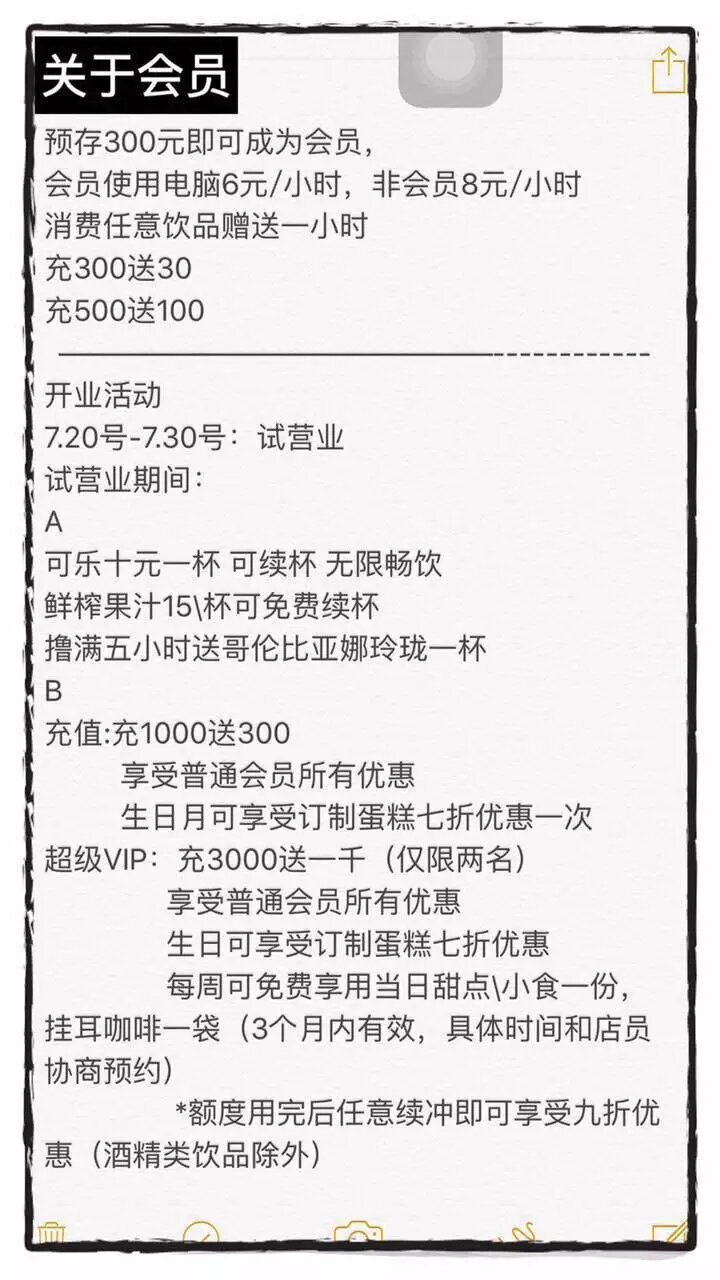 关于会员
预存300元即可成为会员，
会员使用电脑6元/小时，非会员8元/小时
消费任意饮品赠送一小时
充300送30
充500送100
开业活动
7.20号-7.30号：试营业
试营业期间：
A
可乐十元一杯 可续杯 无限畅饮
鲜榨果汁15\杯可免费续杯
撸满五小时送哥伦比亚娜玲珑一杯
B
充值:充1000送300
享受普通会员所有优惠
生日月可享受订制蛋糕七折优惠一次
超级VIP：充3000送一千（仅限两名）
享受普通会员所有优惠
生日可享受订制蛋糕七折优惠
每周可免费享用当日甜点\小食一份，
挂耳咖啡一袋（3个月内有效，具体时间和店员
协商预约）
*额度用完后任意续冲即可享受九折优
惠（酒精类饮品除外）